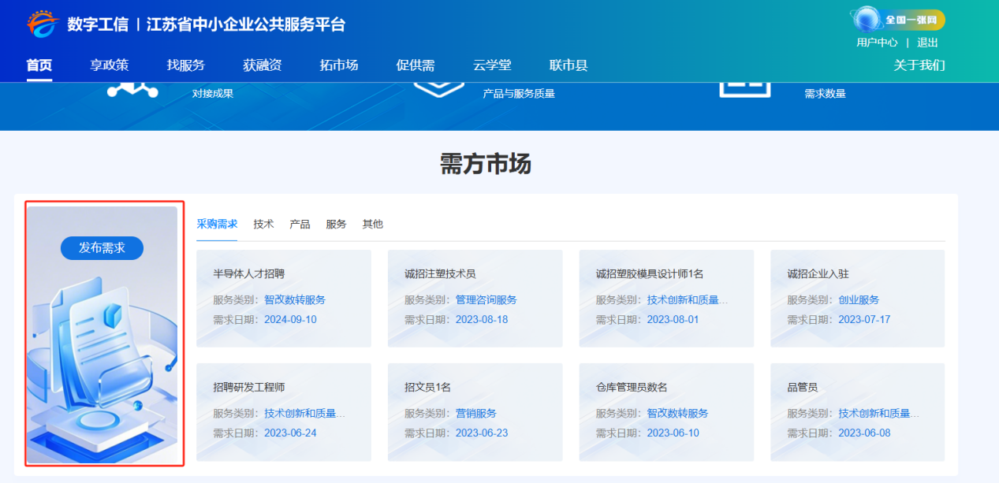 数字工信 | 江苏省中小企业公共服务平台
全国一张网
用户中心 | 退出
首页 享政策 找服务 获融资 拓市场 促供需 云学堂 联市县 关于我们
对接成果 产品与服务质量 需求数量
需方市场
发布需求
采购需求 技术 产品 服务 其他
半导体人才招聘
服务类别：智改数转服务
需求日期：2024-09-10
诚招注塑技术员
服务类别：管理咨询服务
需求日期：2023-08-18
诚招塑胶模具设计师1名
服务类别：技术创新和质量...
需求日期：2023-08-01
诚招企业入驻
服务类别：创业服务
需求日期：2023-07-17
招聘研发工程师
服务类别：技术创新和质量...
需求日期：2023-06-24
招文员1名
服务类别：营销服务
需求日期：2023-06-23
仓库管理员数名
服务类别：智改数转服务
需求日期：2023-06-10
品管员
服务类别：技术创新和质量...
需求日期：2023-06-08